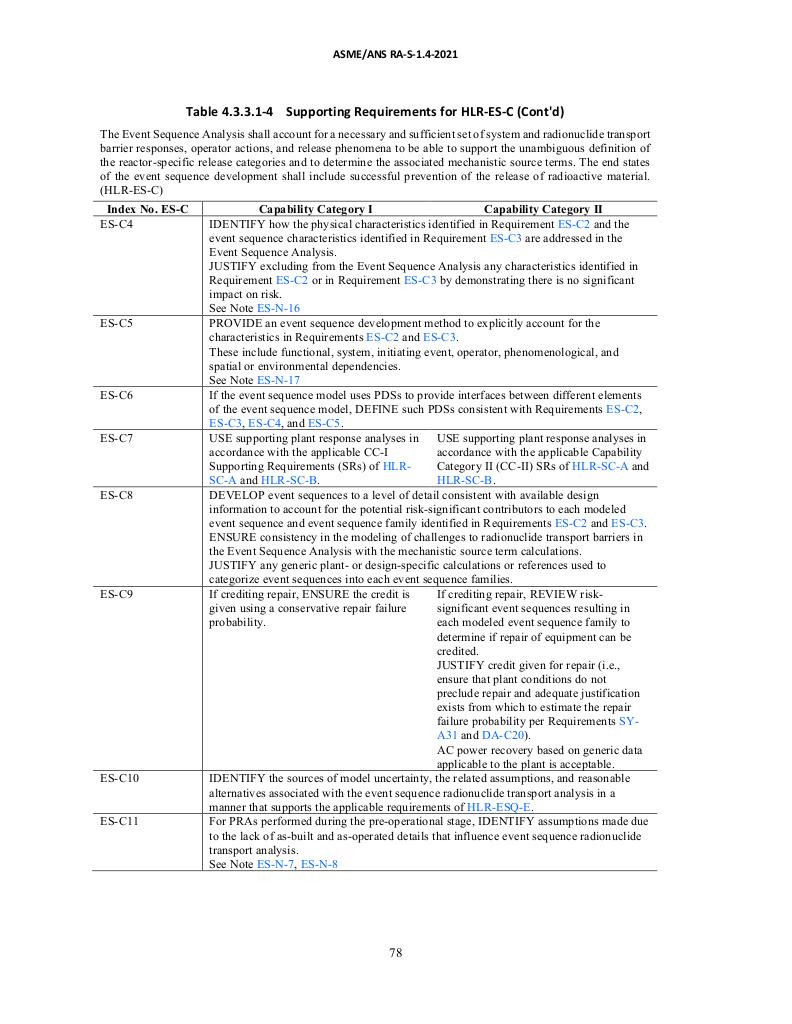 ASME/ANS RA-S-1.4-2021
Table 4.3.3.1-4 Supporting Requirements for HLR-ES-C (Cont'd)
The Event Sequence Analysis shall account for a necessary and sufficient set of system and radionuclide transport
barrier responses, operator actions, and release phenomena to be able to support the unambiguous definition of
the reactor-specific release categories and to determine the associated mechanistic source terms. The end states
of the event sequence development shall include successful prevention of the release of radioactive material.
(HLR-ES-C)
Index No. ES-C Capability Category I Capability Category II
ES-C4 IDENTIFY how the physical characteristics identified in Requirement ES-C2 and the
event sequence characteristics identified in Requirement ES-C3 are addressed in the
Event Sequence Analysis.
JUSTIFY excluding from the Event Sequence Analysis any characteristics identified in
Requirement ES-C2 or in Requirement ES-C3 by demonstrating there is no significant
impact on risk.
See Note ES-N-16
ES-C5 PROVIDE an event sequence development method to explicitly account for the
characteristics in Requirements ES-C2 and ES-C3.
These include functional, system, initiating event, operator, phenomenological, and
spatial or environmental dependencies.
See Note ES-N-17
ES-C6 If the event sequence model uses PDSs to provide interfaces between different elements
of the event sequence model, DEFINE such PDSs consistent with Requirements ES-C2,
ES-C3, ES-C4, and ES-C5.
ES-C7 USE supporting plant response analyses in
accordance with the applicable CC-I
Supporting Requirements (SRs) of HLR-
SC-A and HLR-SC-B.
USE supporting plant response analyses in
accordance with the applicable Capability
Category II (CC-II) SRs of HLR-SC-A and
HLR-SC-B.
ES-C8 DEVELOP event sequences to a level of detail consistent with available design
information to account for the potential risk-significant contributors to each modeled
event sequence and event sequence family identified in Requirements ES-C2 and ES-C3.
ENSURE consistency in the modeling of challenges to radionuclide transport barriers in
the Event Sequence Analysis with the mechanistic source term calculations.
JUSTIFY any generic plant- or design-specific calculations or references used to
categorize event sequences into each event sequence families.
ES-C9 If crediting repair, ENSURE the credit is
given using a conservative repair failure
probability.
If crediting repair, REVIEW risk-
significant event sequences resulting in
each modeled event sequence family to
determine if repair of equipment can be
credited.
JUSTIFY credit given for repair (i.e.,
ensure that plant conditions do not
preclude repair and adequate justification
exists from which to estimate the repair
failure probability per Requirements SY-
A31 and DA-C20).
AC power recovery based on generic data
applicable to the plant is acceptable.
ES-C10 IDENTIFY the sources of model uncertainty, the related assumptions, and reasonable
alternatives associated with the event sequence radionuclide transport analysis in a
manner that supports the applicable requirements of HLR-ESQ-E.
ES-C11 For PRAs performed during the pre-operational stage, IDENTIFY assumptions made due
to the lack of as-built and as-operated details that influence event sequence radionuclide
transport analysis.
See Note ES-N-7, ES-N-8
78